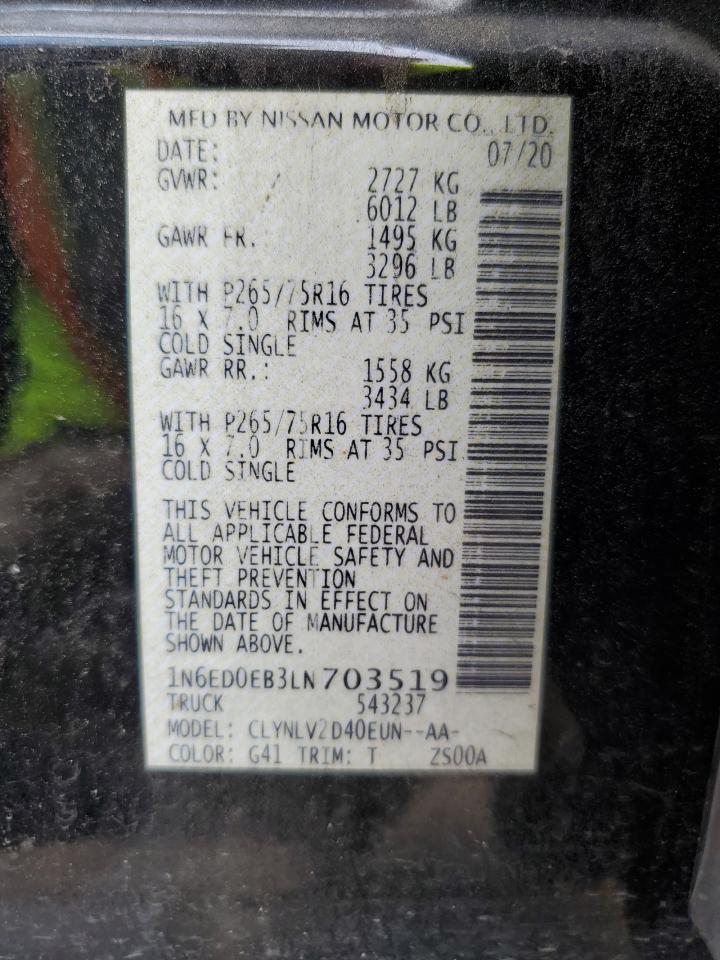 MFD BY NISSAN MOTOR CO., LTD.
DATE: 07/20
GVWR: 2727 KG
6012 LB
GAWR FR. 1495 KG
3296 LB
WITH P265/75R16 TIRES
16 X 7.0 RIMS AT 35 PSI
COLD SINGLE
GAWR RR.: 1558 KG
3434 LB
WITH P265/75R16 TIRES
16 X 7.0 RIMS AT 35 PSI
COLD SINGLE
THIS VEHICLE CONFORMS TO
ALL APPLICABLE FEDERAL
MOTOR VEHICLE SAFETY AND
THEFT PREVENTION
STANDARDS IN EFFECT ON
THE DATE OF MANUFACTURE
SHOWN ABOVE.
1N6ED0EB3LN703519
TRUCK 543237
MODEL: CLYNLV2D40EUN--AA-
COLOR: G41 TRIM: T ZS00A